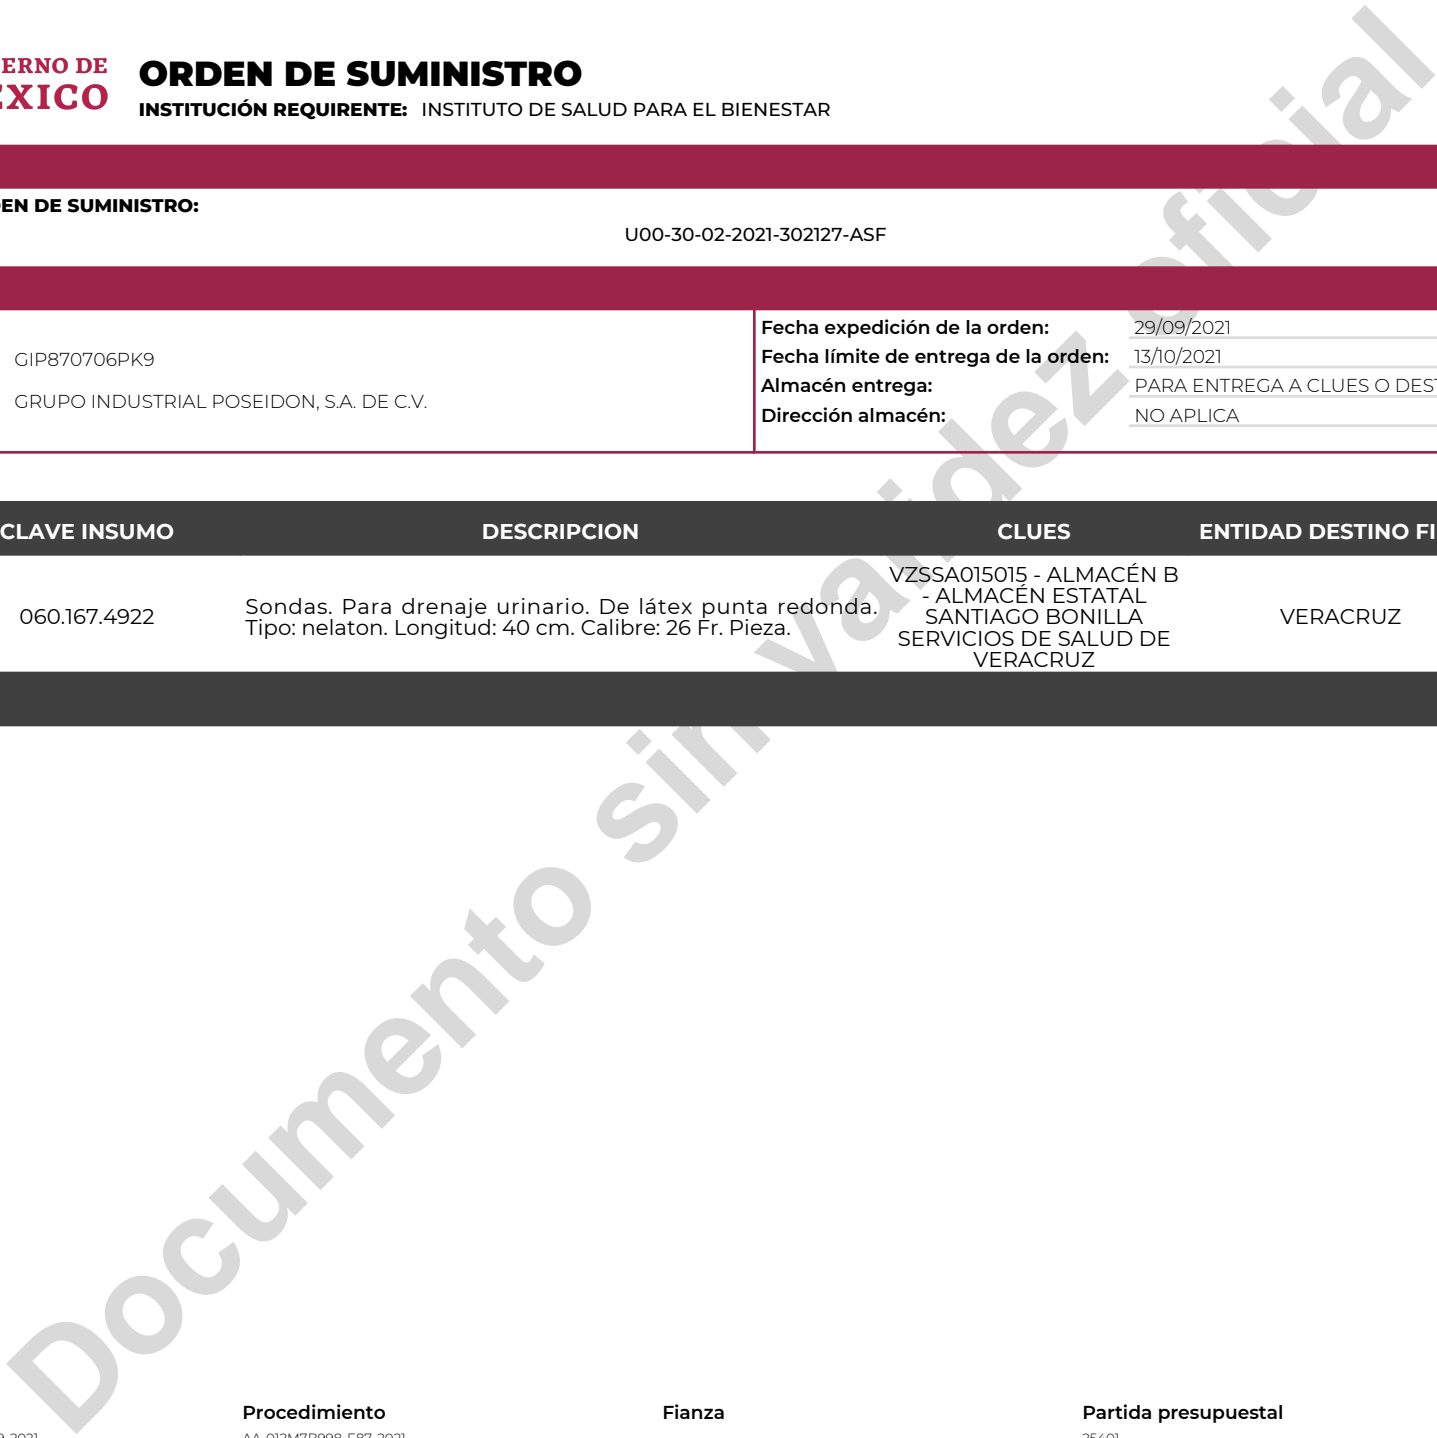 ERNO DE
ORDEN DE SUMINISTRO
EXICO
INSTITUCIÓN REQUIRENTE: INSTITUTO DE SALUD PARA EL BIENESTAR
EN DE SUMINISTRO:
U00-30-02-2021-302127-ASF
Fecha expedición de la orden: 29/09/2021
GIP870706PK9
Fecha límite de entrega de la orden: 13/10/2021
Almacén entrega: PARA ENTREGA A CLUES O DEST
GRUPO INDUSTRIAL POSEIDON, S.A. DE C.V.
Dirección almacén: NO APLICA
CLAVE INSUMO DESCRIPCION CLUES ENTIDAD DESTINO FI
060.167.4922
Sondas. Para drenaje urinario. De látex punta redonda.
Tipo: nelaton. Longitud: 40 cm. Calibre: 26 Fr. Pieza.
VZSSA015015 - ALMACÉN B
- ALMACÉN ESTATAL
SANTIAGO BONILLA
SERVICIOS DE SALUD DE
VERACRUZ
VERACRUZ
Documento sin validez oficial
Procedimiento Fianza Partida presupuestal